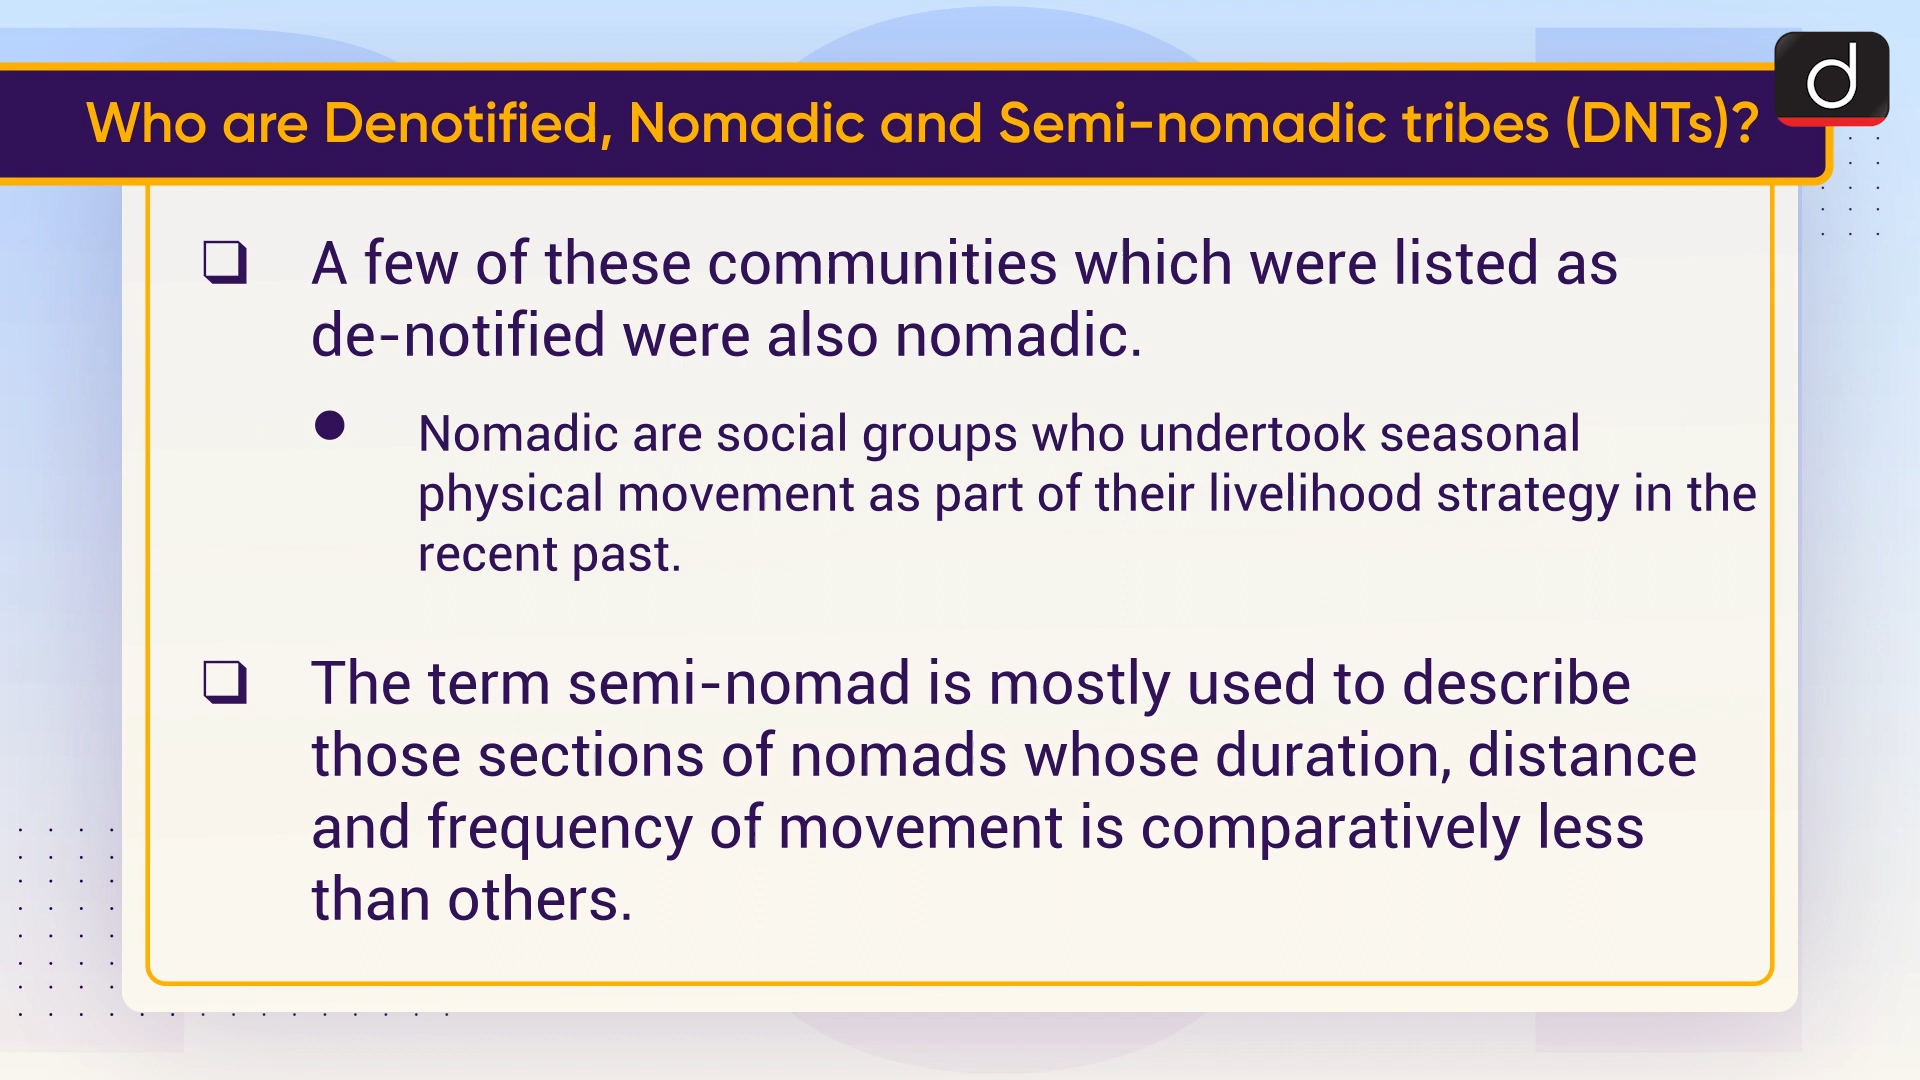 Who are Denotified, Nomadic and Semi-nomadic tribes (DNTs)?
d
❑ A few of these communities which were listed as
de-notified were also nomadic.
● Nomadic are social groups who undertook seasonal
physical movement as part of their livelihood strategy in the
recent past.
❑ The term semi-nomad is mostly used to describe
those sections of nomads whose duration, distance
and frequency of movement is comparatively less
than others.